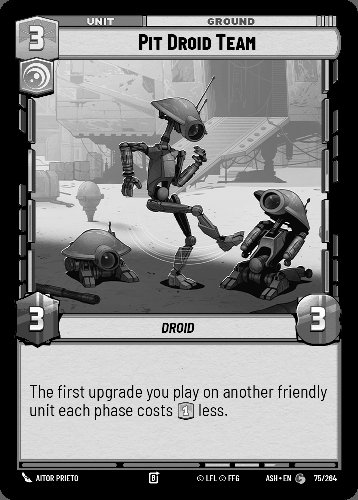 UNIT
GROUND
3
PIT DROID TEAM
3
3
DROID
The first upgrade you play on another friendly
unit each phase costs 1 less.
AITOR PRIETO
© LFL © FFG
ASH • EN
75/264